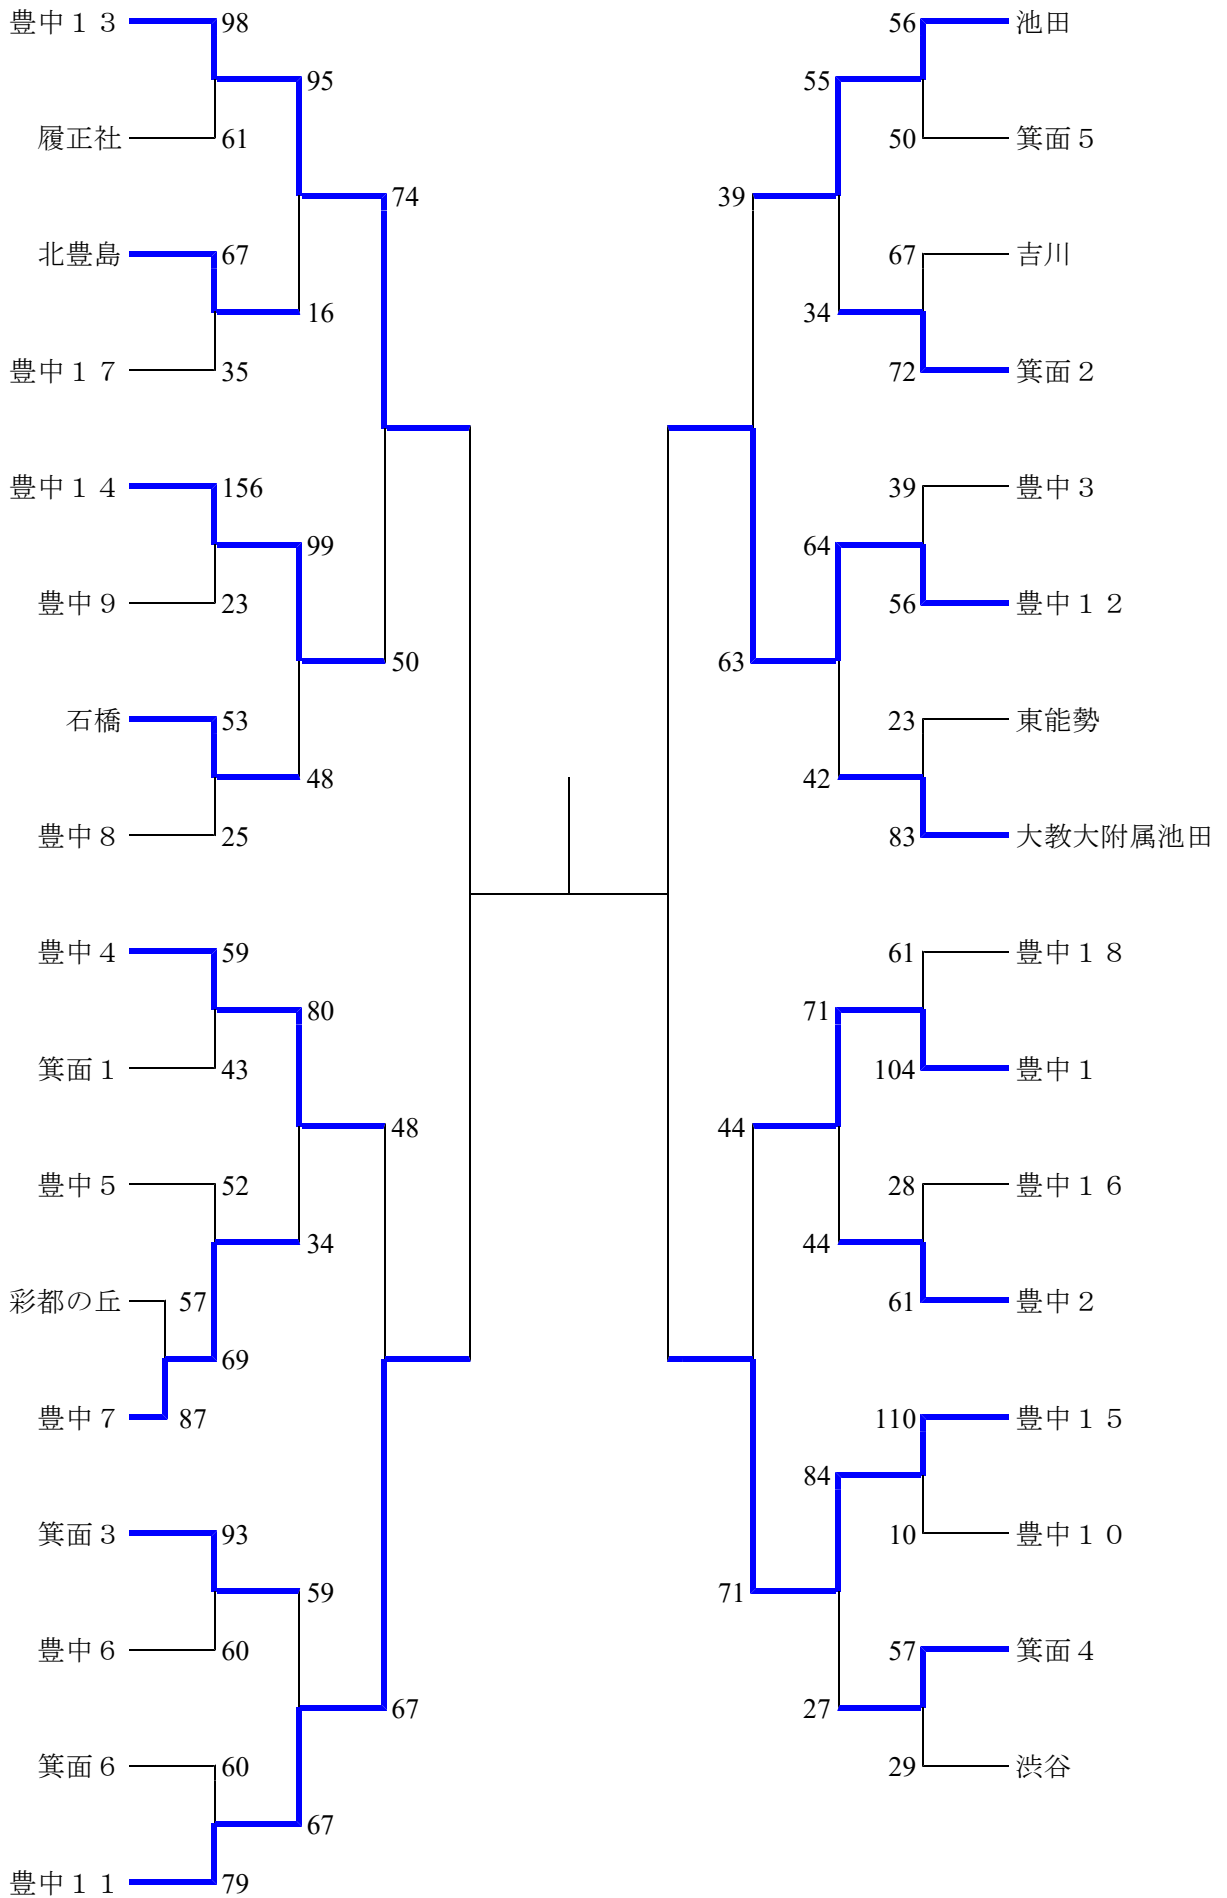 豊中１３ 98 56 池田
95 55
履正社 61 50 箕面５
74 39
北豊島 67 67 吉川
16 34
豊中１７ 35 72 箕面２
豊中１４ 156 39 豊中３
99 64
豊中９ 23 56 豊中１２
50 63
石橋 53 23 東能勢
48 42
豊中８ 25 83 大教大附属池田
豊中４ 59 61 豊中１８
80 71
箕面１ 43 104 豊中１
48 44
豊中５ 52 28 豊中１６
34 44
彩都の丘 57 61 豊中２
69
豊中７ 87 110 豊中１５
84
箕面３ 93 10 豊中１０
59 71
豊中６ 60 57 箕面４
67 27
箕面６ 60 29 渋谷
67
豊中１１ 79